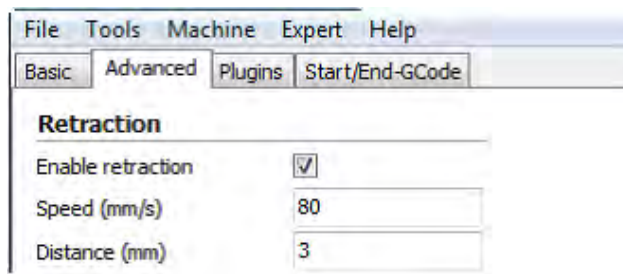 File Tools Machine Expert Help
Basic Advanced Plugins Start/End-GCode
Retraction
Enable retraction
Speed (mm/s) 80
Distance (mm) 3